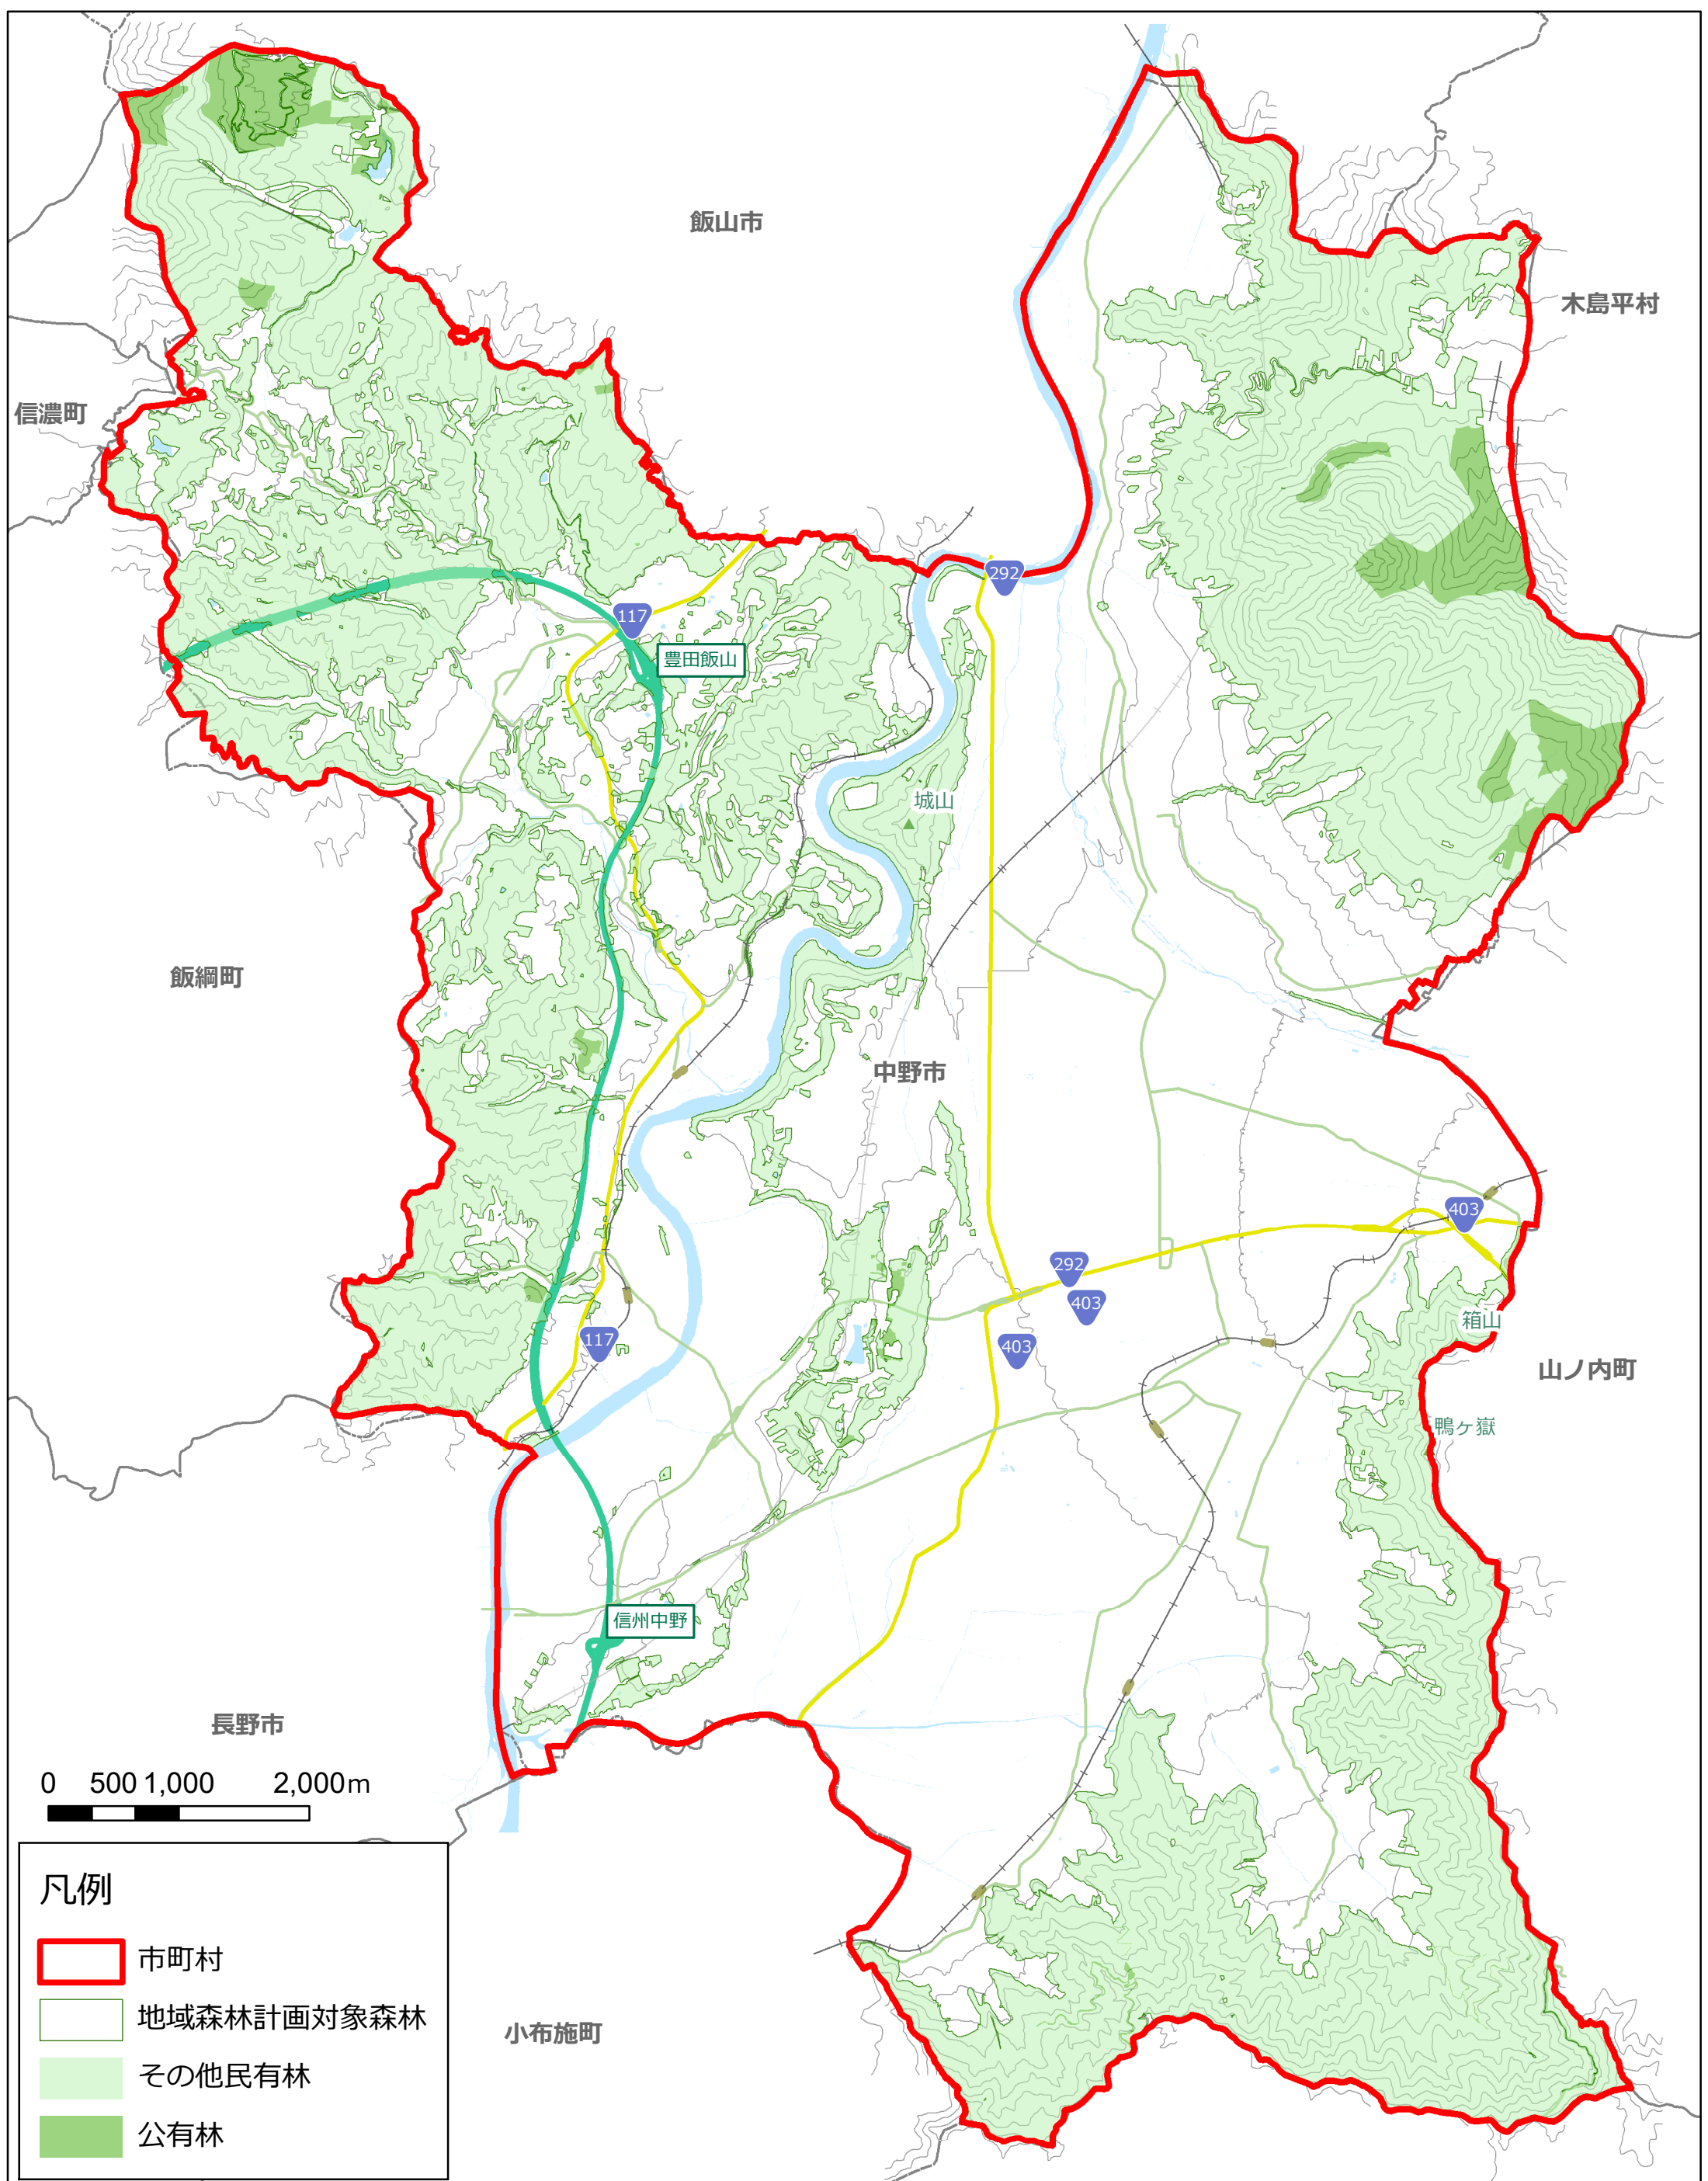 飯山市
木島平村
信濃町
292
117
豊田飯山
城山
飯綱町
中野市
403
292
403
箱山
117
403
山ノ内町
鴨ヶ嶽
信州中野
長野市
0 500 1,000 2,000m
凡例
市町村
地域森林計画対象森林
小布施町
その他民有林
公有林